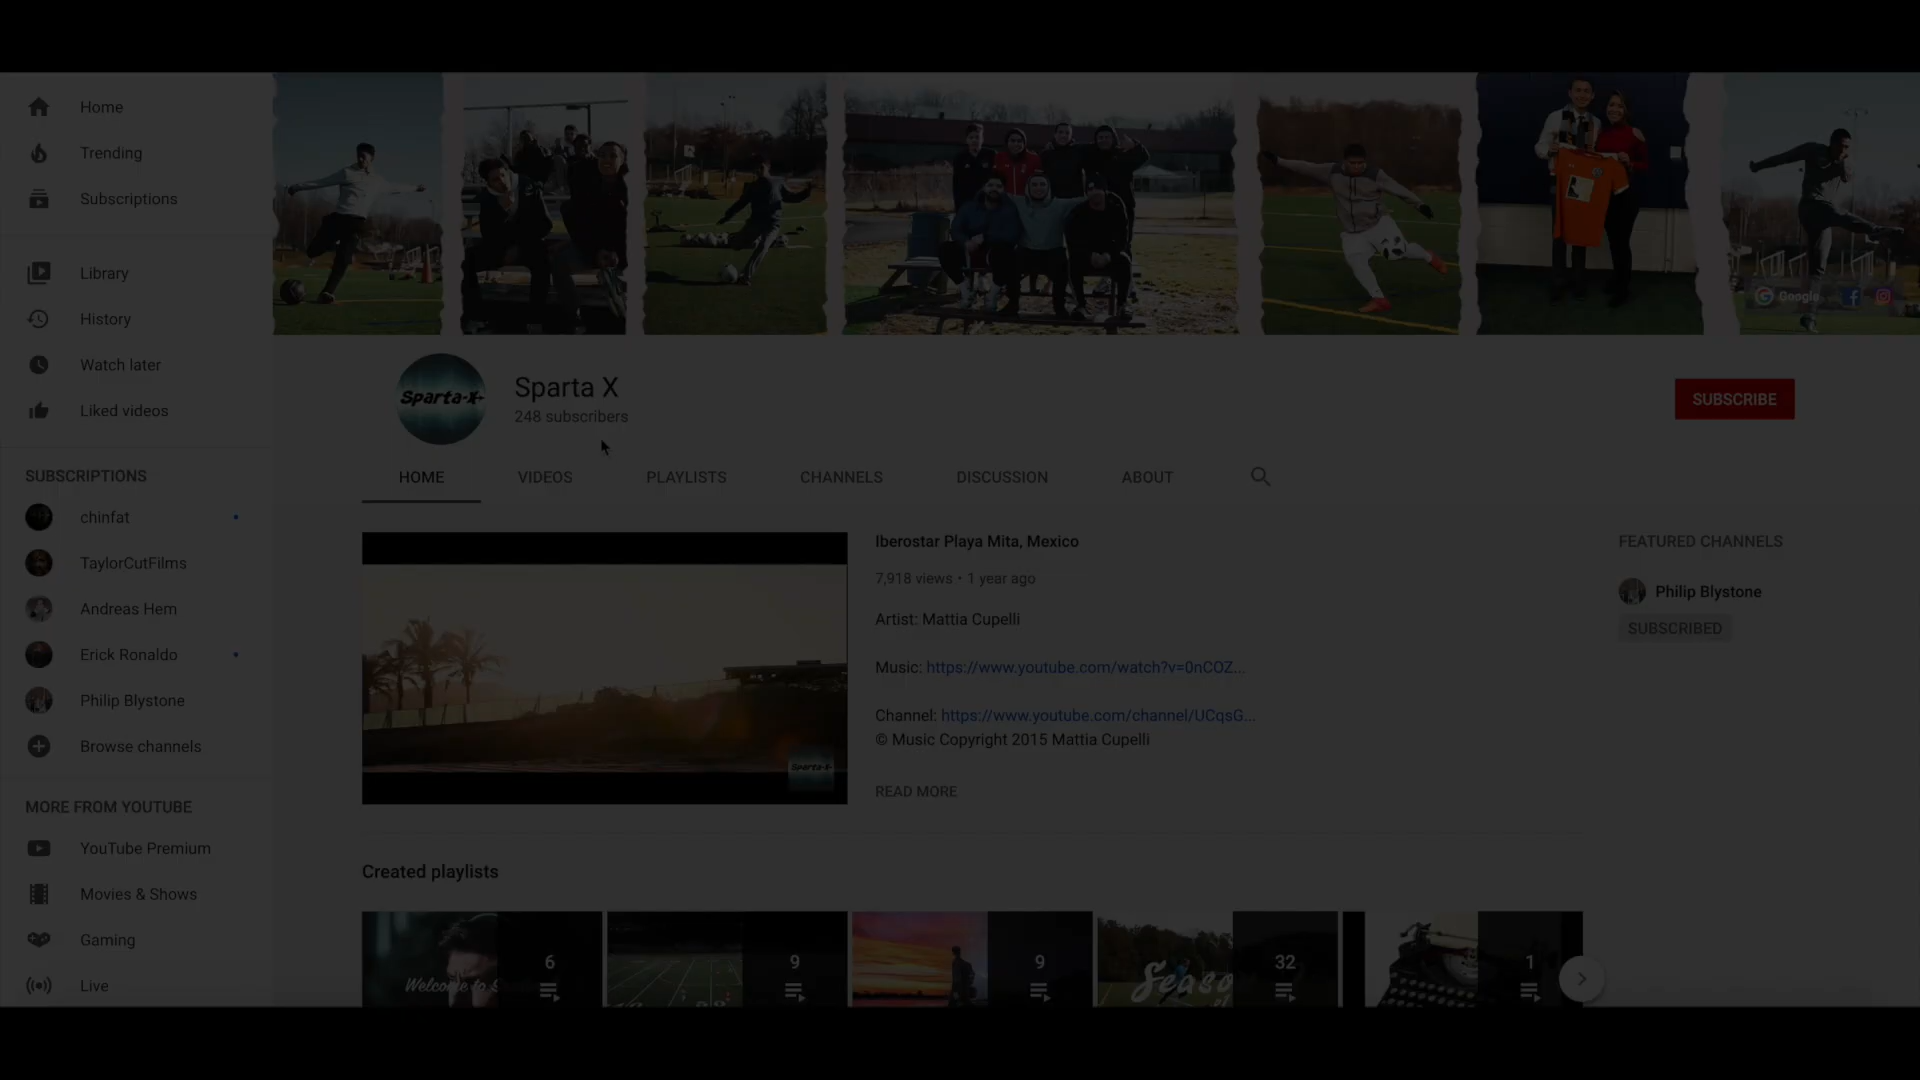 Home
Trending
Subscriptions
Library
History
Watch later
Liked videos
SUBSCRIPTIONS
chinfat
TaylorCutFilms
Andreas Hem
Erick Ronaldo
Philip Blystone
Browse channels
MORE FROM YOUTUBE
YouTube Premium
Movies & Shows
Gaming
Live
Google
Sparta-X
Sparta X
248 subscribers
SUBSCRIBE
HOME VIDEOS PLAYLISTS CHANNELS DISCUSSION ABOUT
Sparta-X
Iberostar Playa Mita, Mexico
7,918 views • 1 year ago
Artist: Mattia Cupelli
Music: https://www.youtube.com/watch?v=0nCOZ...
Channel: https://www.youtube.com/channel/UCqsG...
© Music Copyright 2015 Mattia Cupelli
READ MORE
FEATURED CHANNELS
Philip Blystone
SUBSCRIBED
Created playlists
Welcome to
6
9
9
32
1